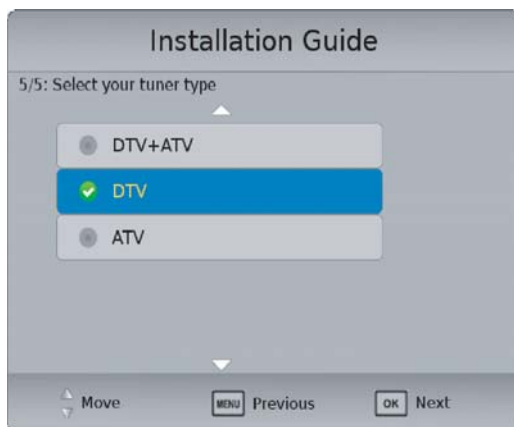 Installation Guide
5/5: Select your tuner type
DTV+ATV
DTV
ATV
Move MENU Previous OK Next